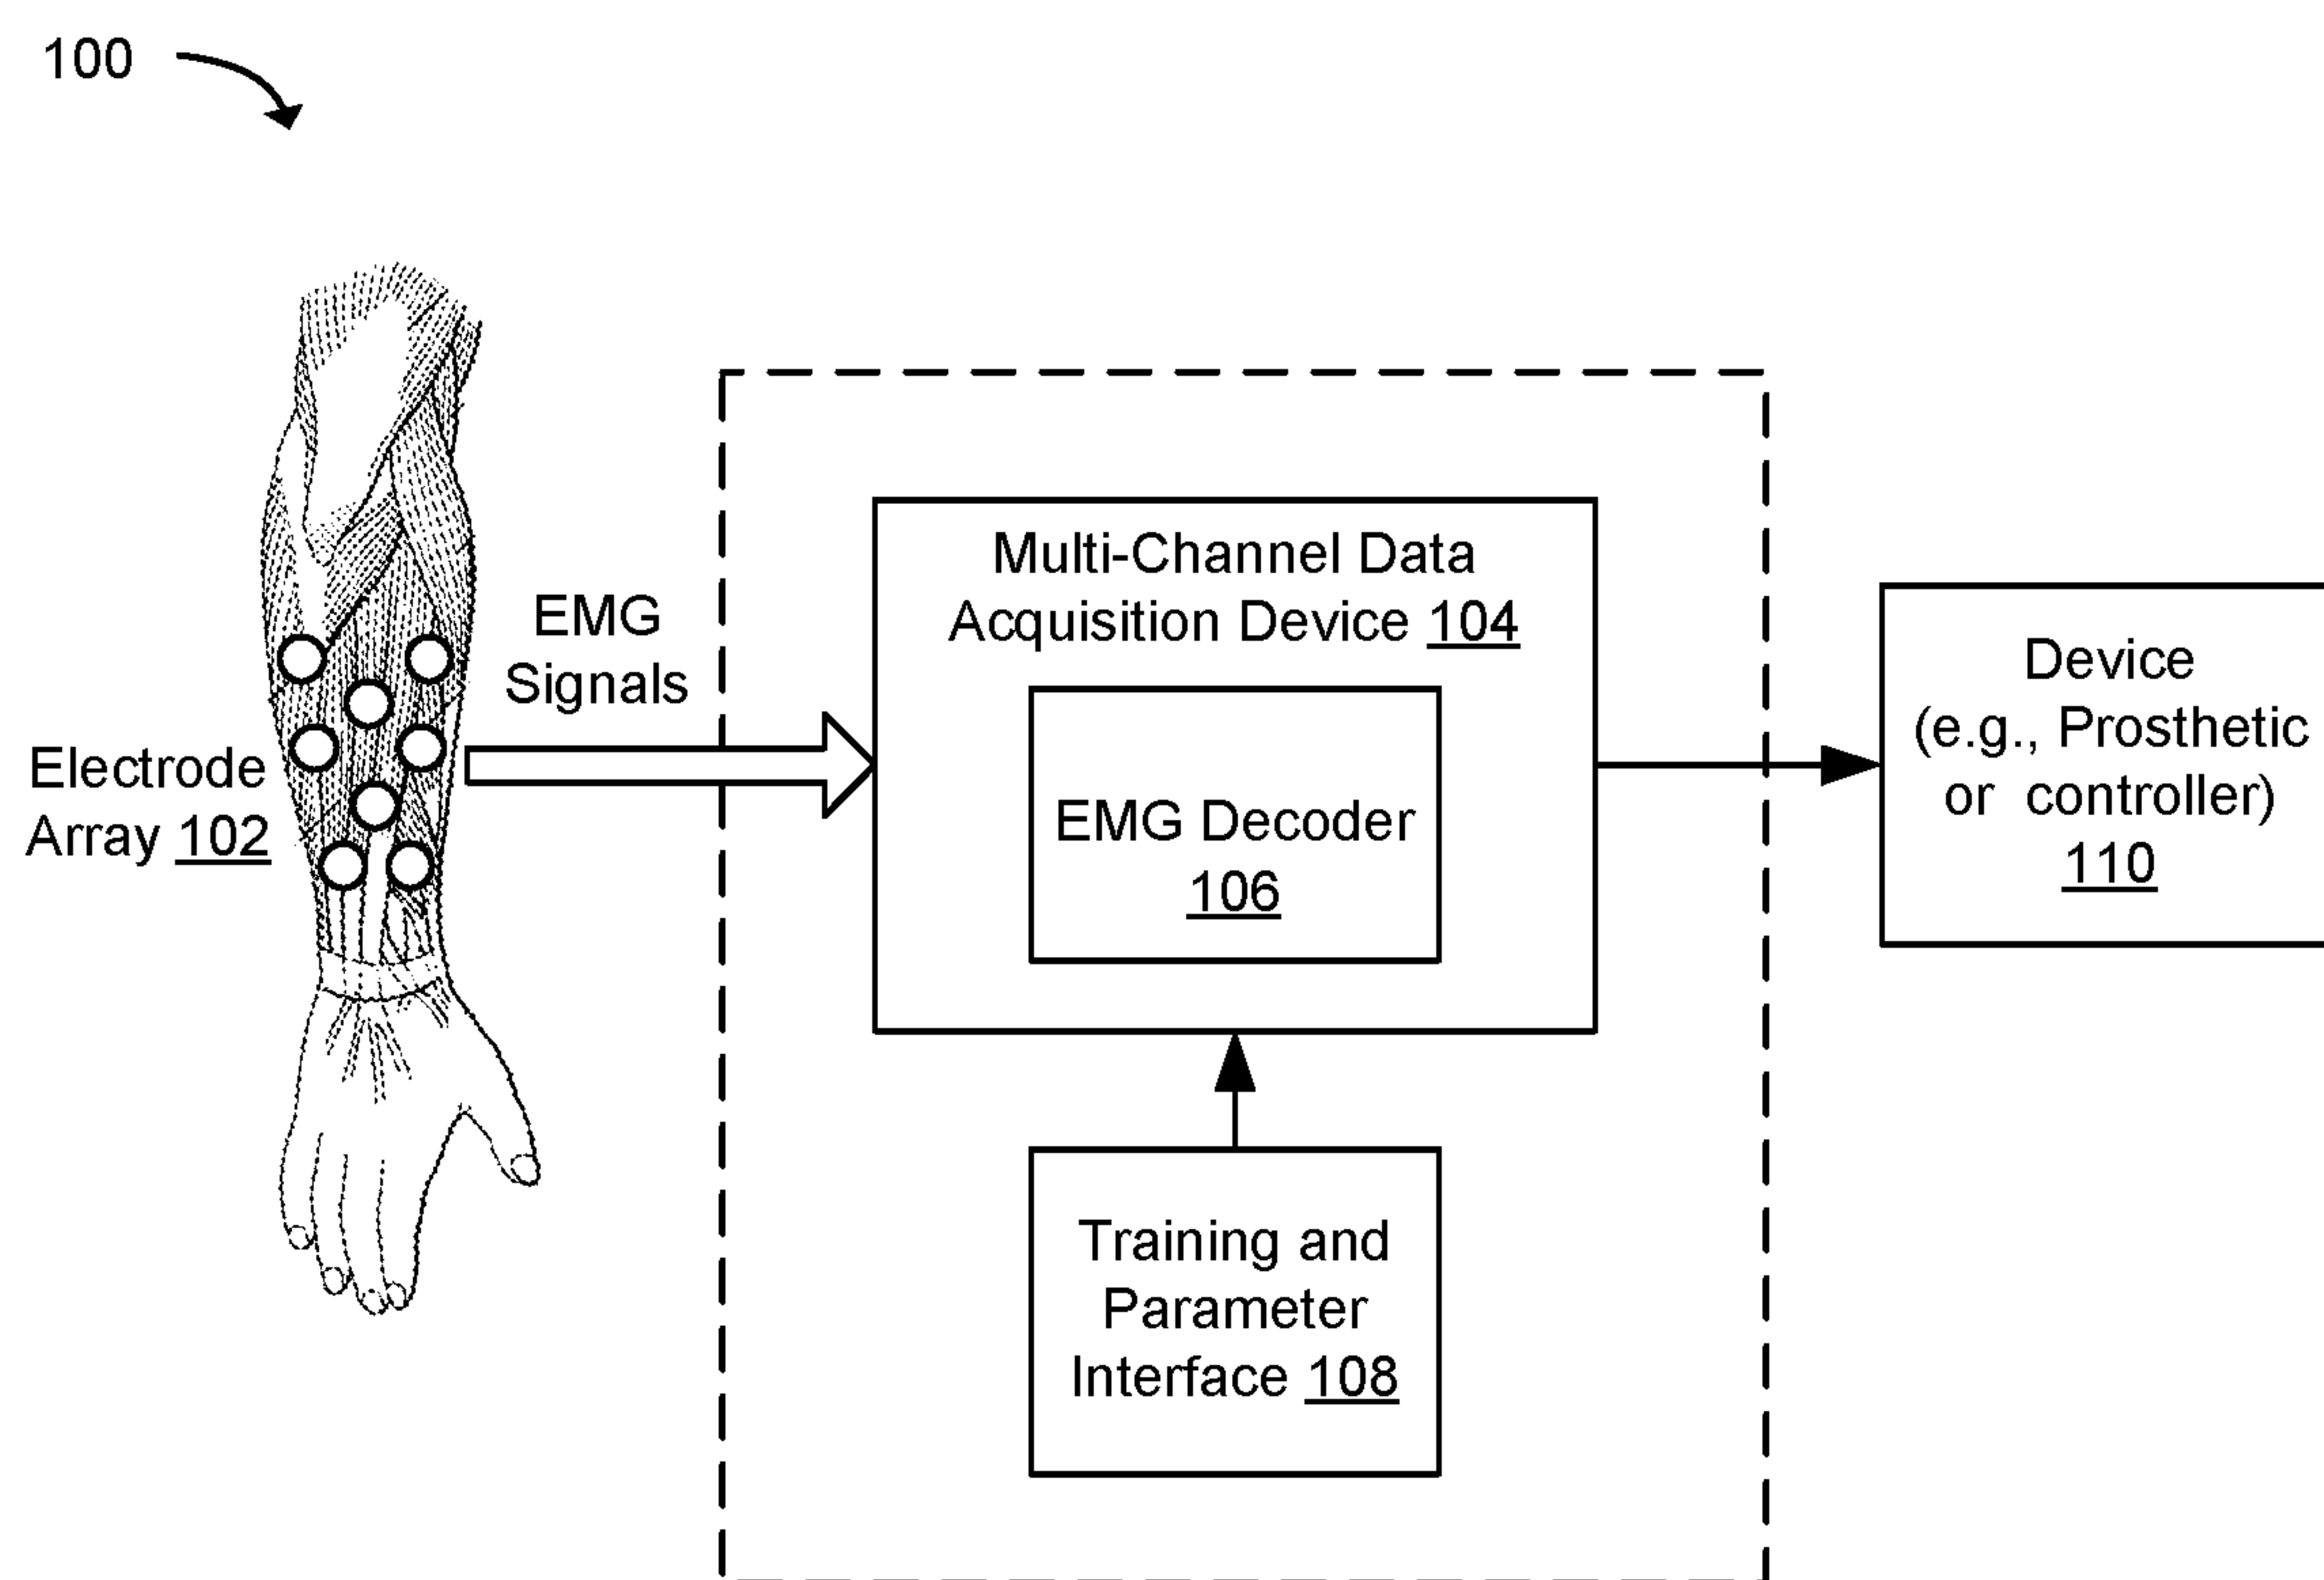 100
EMG
Signals
Electrode
Array 102
Multi-Channel Data
Acquisition Device 104
EMG Decoder
106
Training and
Parameter
Interface 108
Device
(e.g., Prosthetic
or controller)
110